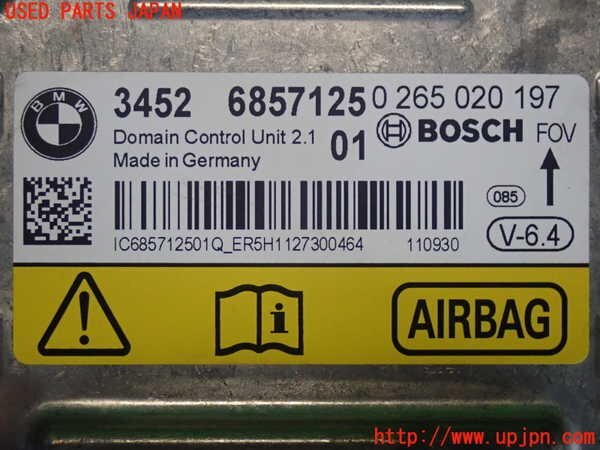 USED PARTS JAPAN
BMW
3452 6857125 0 265 020 197
Domain Control Unit 2.1 01 BOSCH FOV
Made in Germany
085
IC685712501Q_ER5H1127300464 110930
V-6.4
AIRBAG
http://www.upjpn.com/